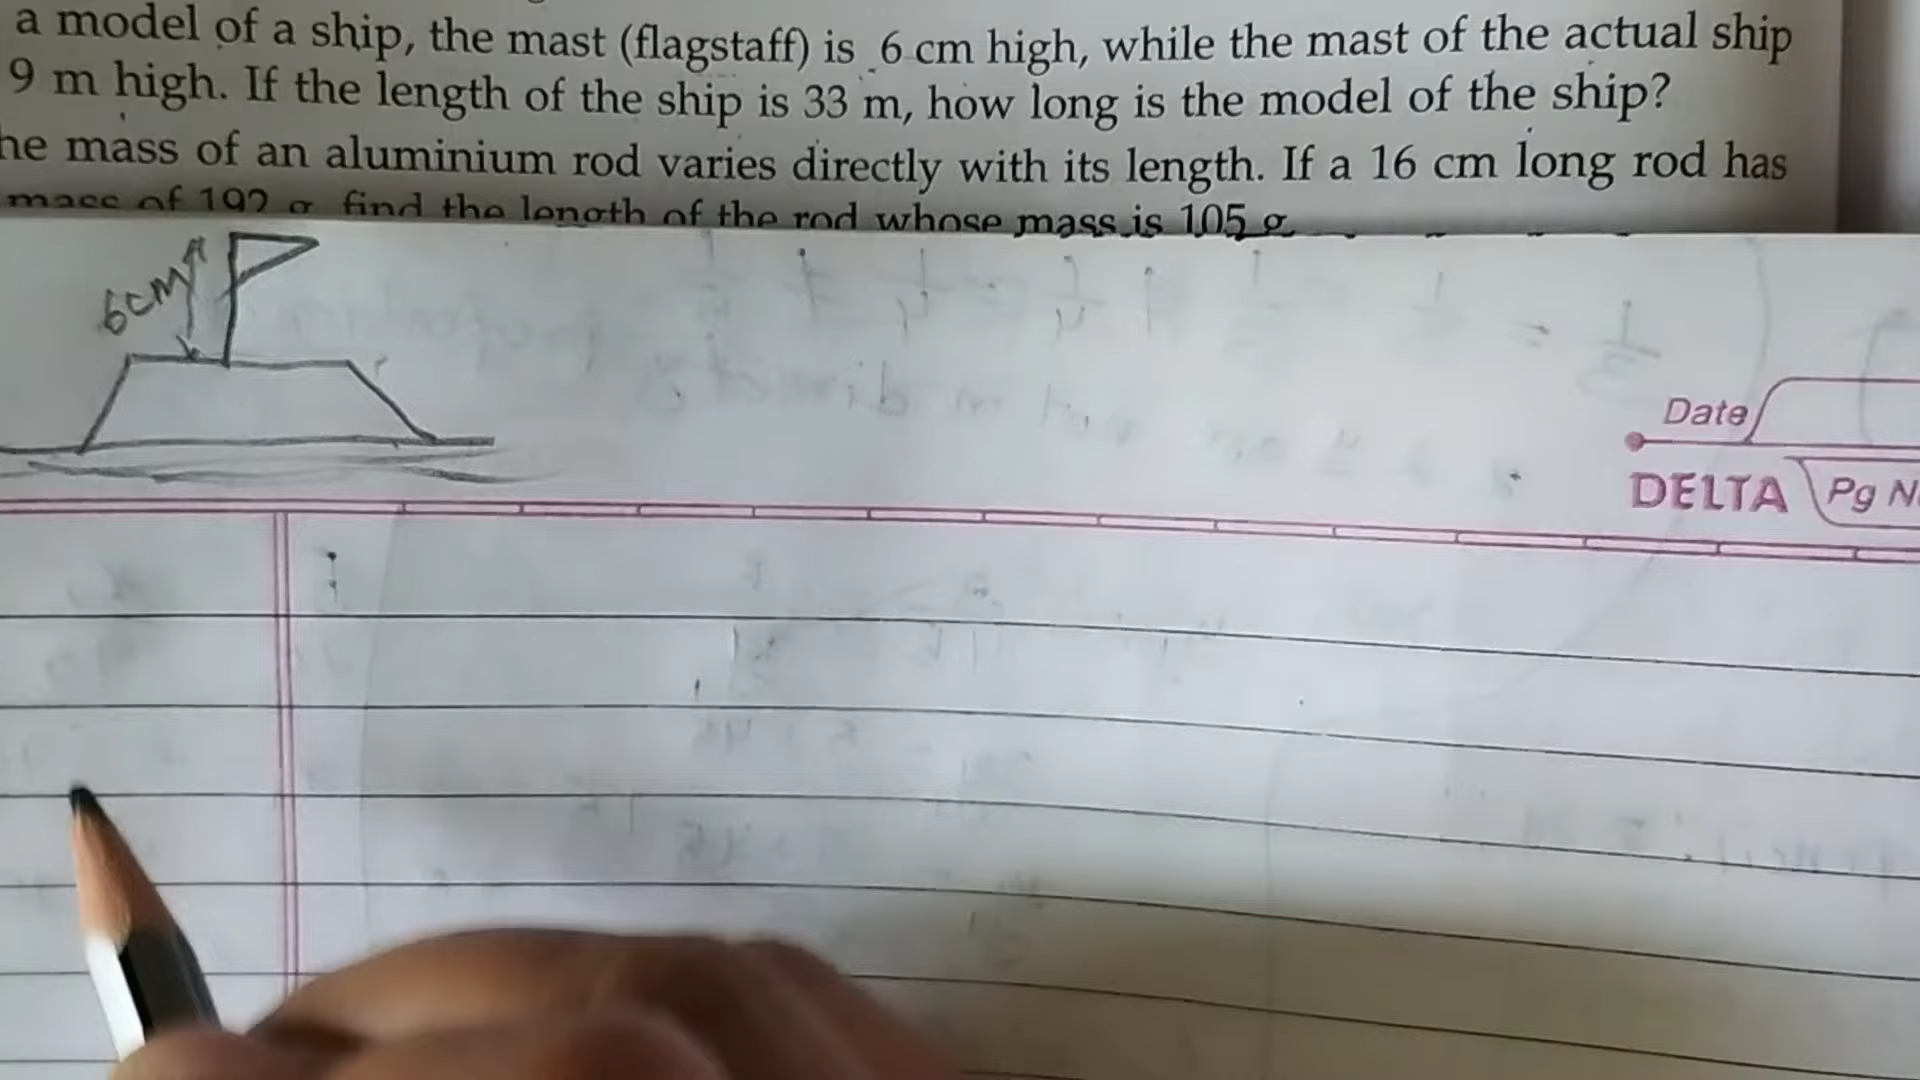 a model of a ship, the mast (flagstaff) is 6 cm high, while the mast of the actual ship
9 m high. If the length of the ship is 33 m, how long is the model of the ship?
he mass of an aluminium rod varies directly with its length. If a 16 cm long rod has
mass of 192 g find the length of the rod whose mass is 105 g
6cm
Date
DELTA Pg N